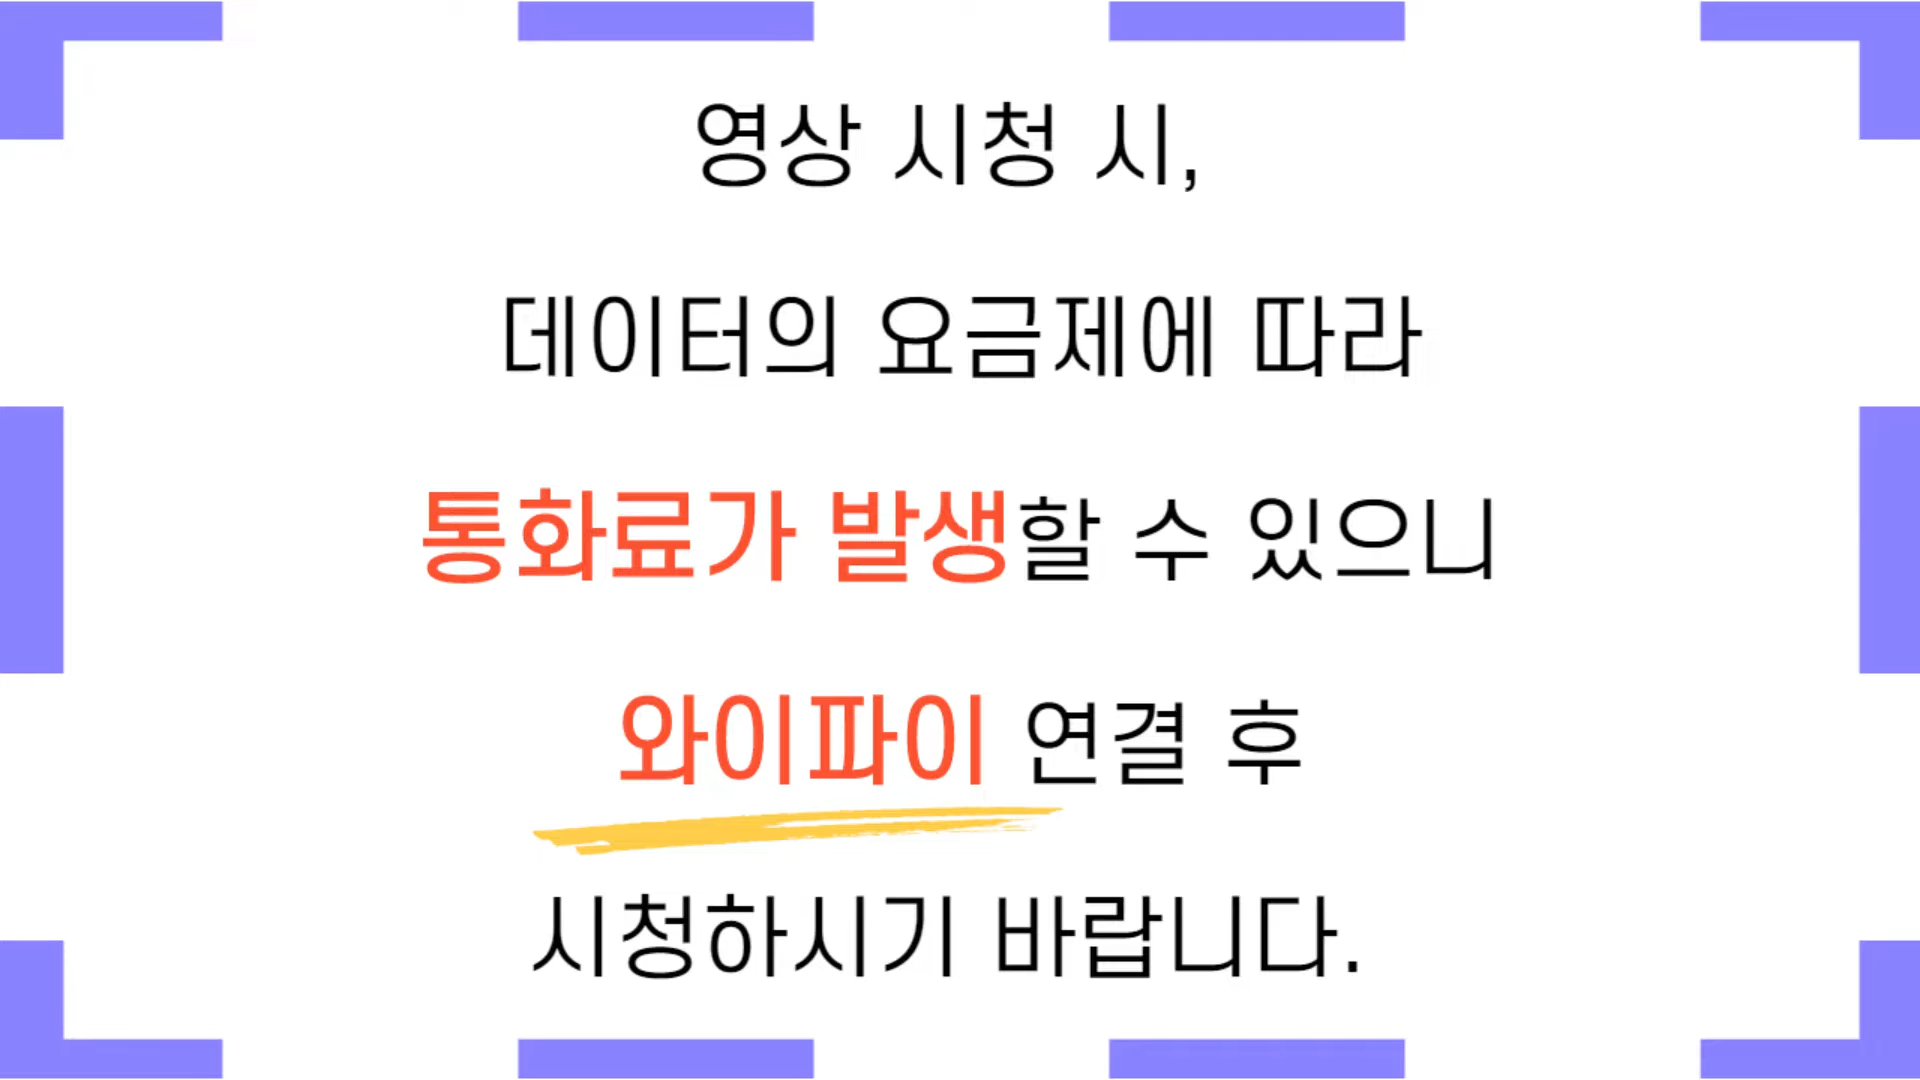 영상 시청 시,
데이터의 요금제에 따라
통화료가 발생할 수 있으니
와이파이 연결 후
시청하시기 바랍니다.